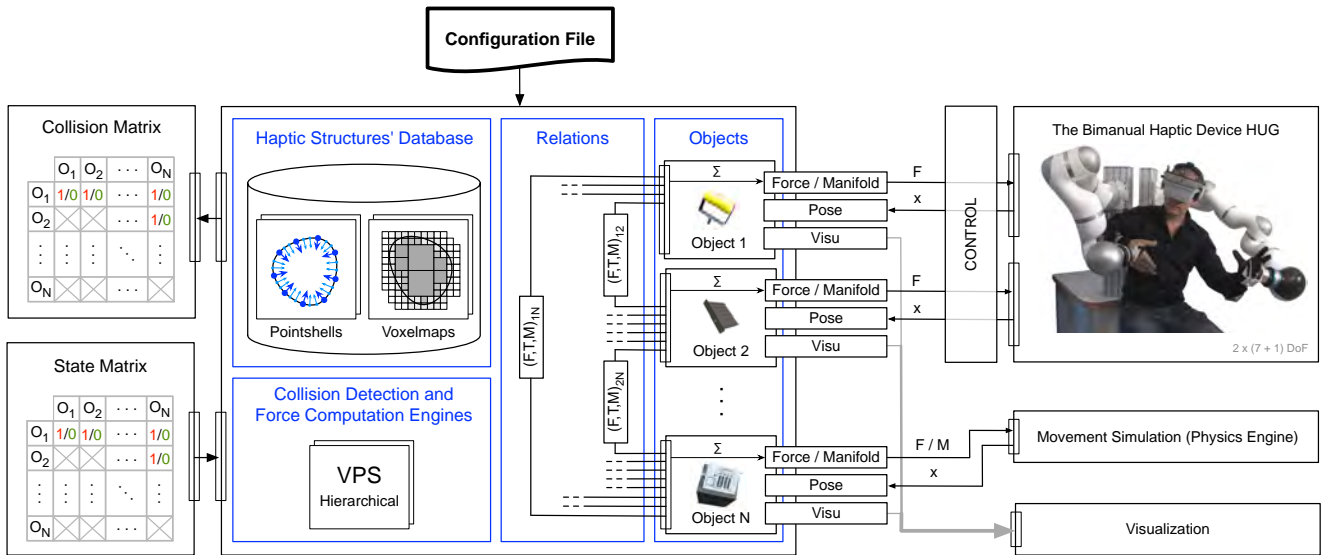 Configuration File
Collision Matrix
O1 O2 · · · ON
O1 1/0 1/0 · · · 1/0
O2 1/0
ON · · ·
State Matrix
O1 O2 · · · ON
O1 1/0 1/0 · · · 1/0
O2 · · · 1/0
ON · · ·
Haptic Structures' Database
Pointshells
Voxelmaps
Collision Detection and
Force Computation Engines
VPS
Hierarchical
Relations
(F,T,M)1N
(F,T,M)12
(F,T,M)2N
Objects
Σ
Object 1
Force / Manifold
Pose
Visu
Σ
Object 2
Force / Manifold
Pose
Visu
Σ
Object N
Force / Manifold
Pose
Visu
F
x
F
x
F / M
x
CONTROL
The Bimanual Haptic Device HUG
2 x (7 + 1) DoF
Movement Simulation (Physics Engine)
Visualization